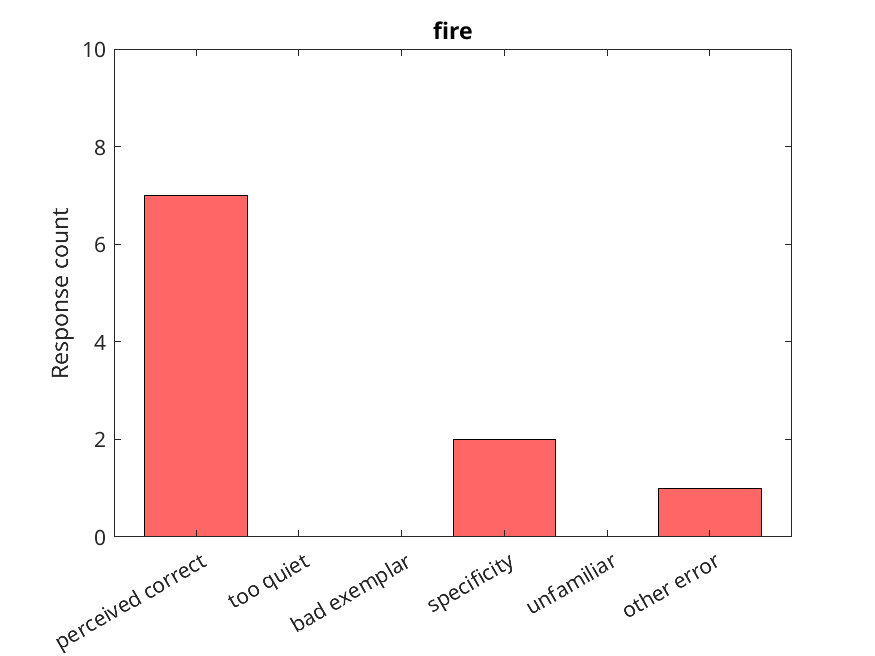 fire
Response count
10
8
6
4
2
0
perceived correct
too quiet
bad exemplar
specificity
unfamiliar
other error